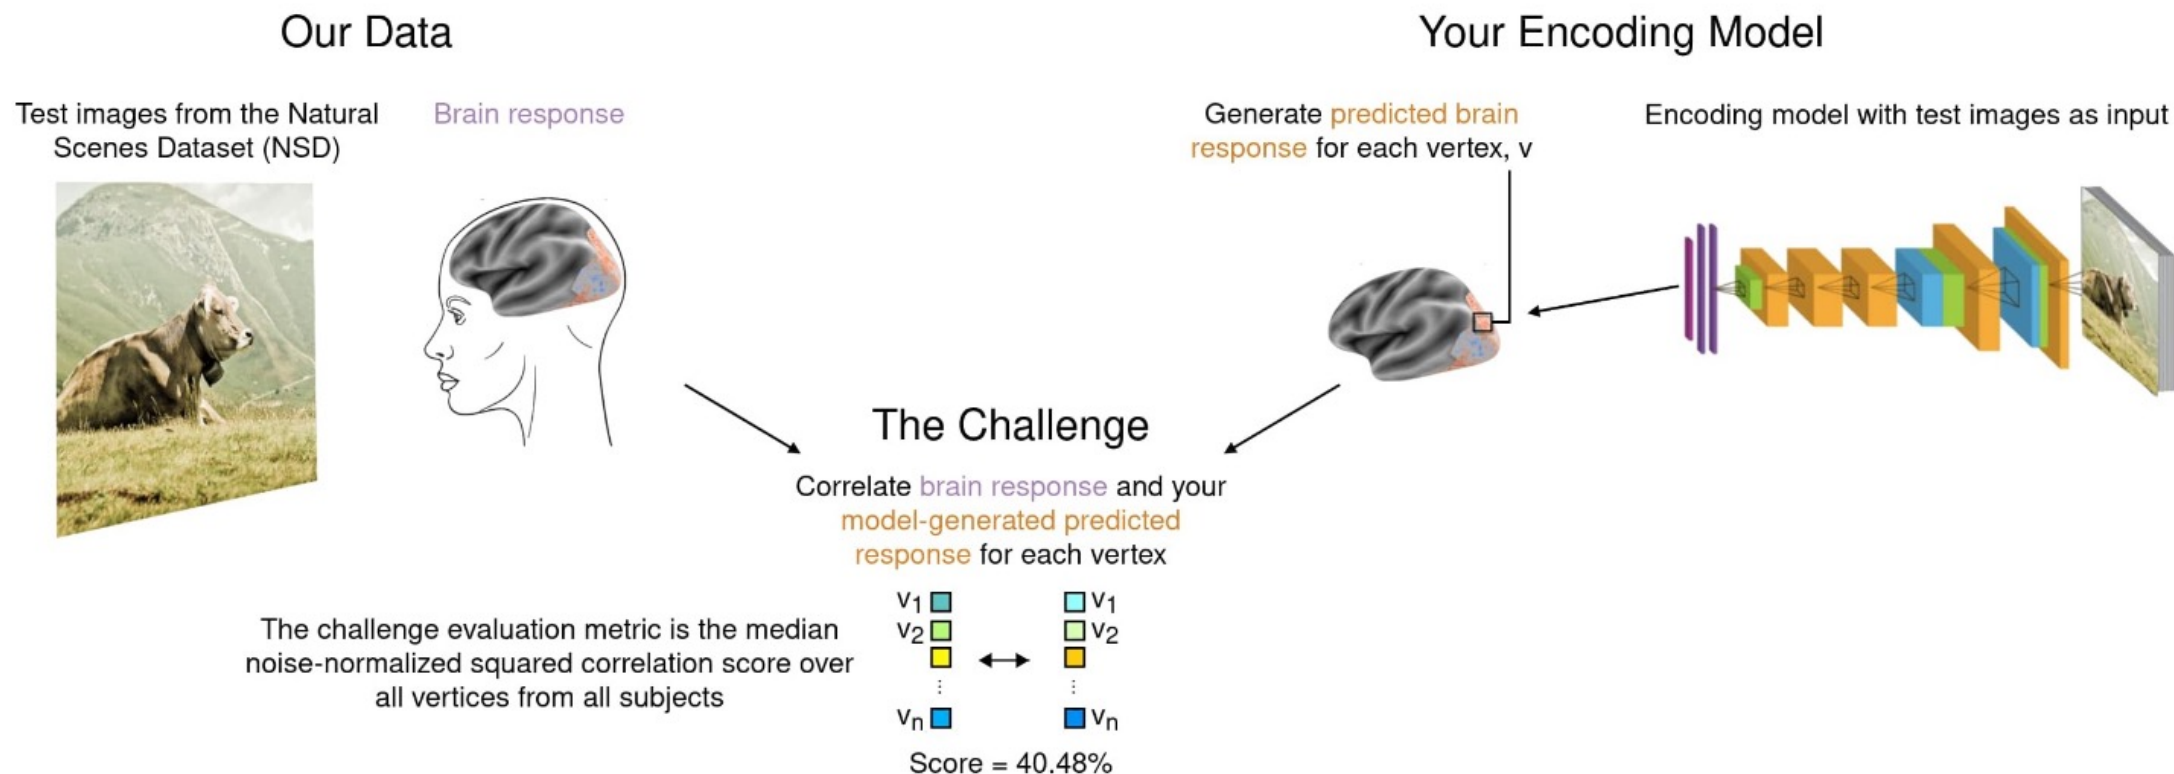 Our Data
Your Encoding Model
Test images from the Natural
Scenes Dataset (NSD)
Brain response
Generate predicted brain
response for each vertex, v
Encoding model with test images as input
The Challenge
Correlate brain response and your
model-generated predicted
response for each vertex
The challenge evaluation metric is the median
noise-normalized squared correlation score over
all vertices from all subjects
v1 v1
v2 v2
⋮ ⋮
vn vn
Score = 40.48%